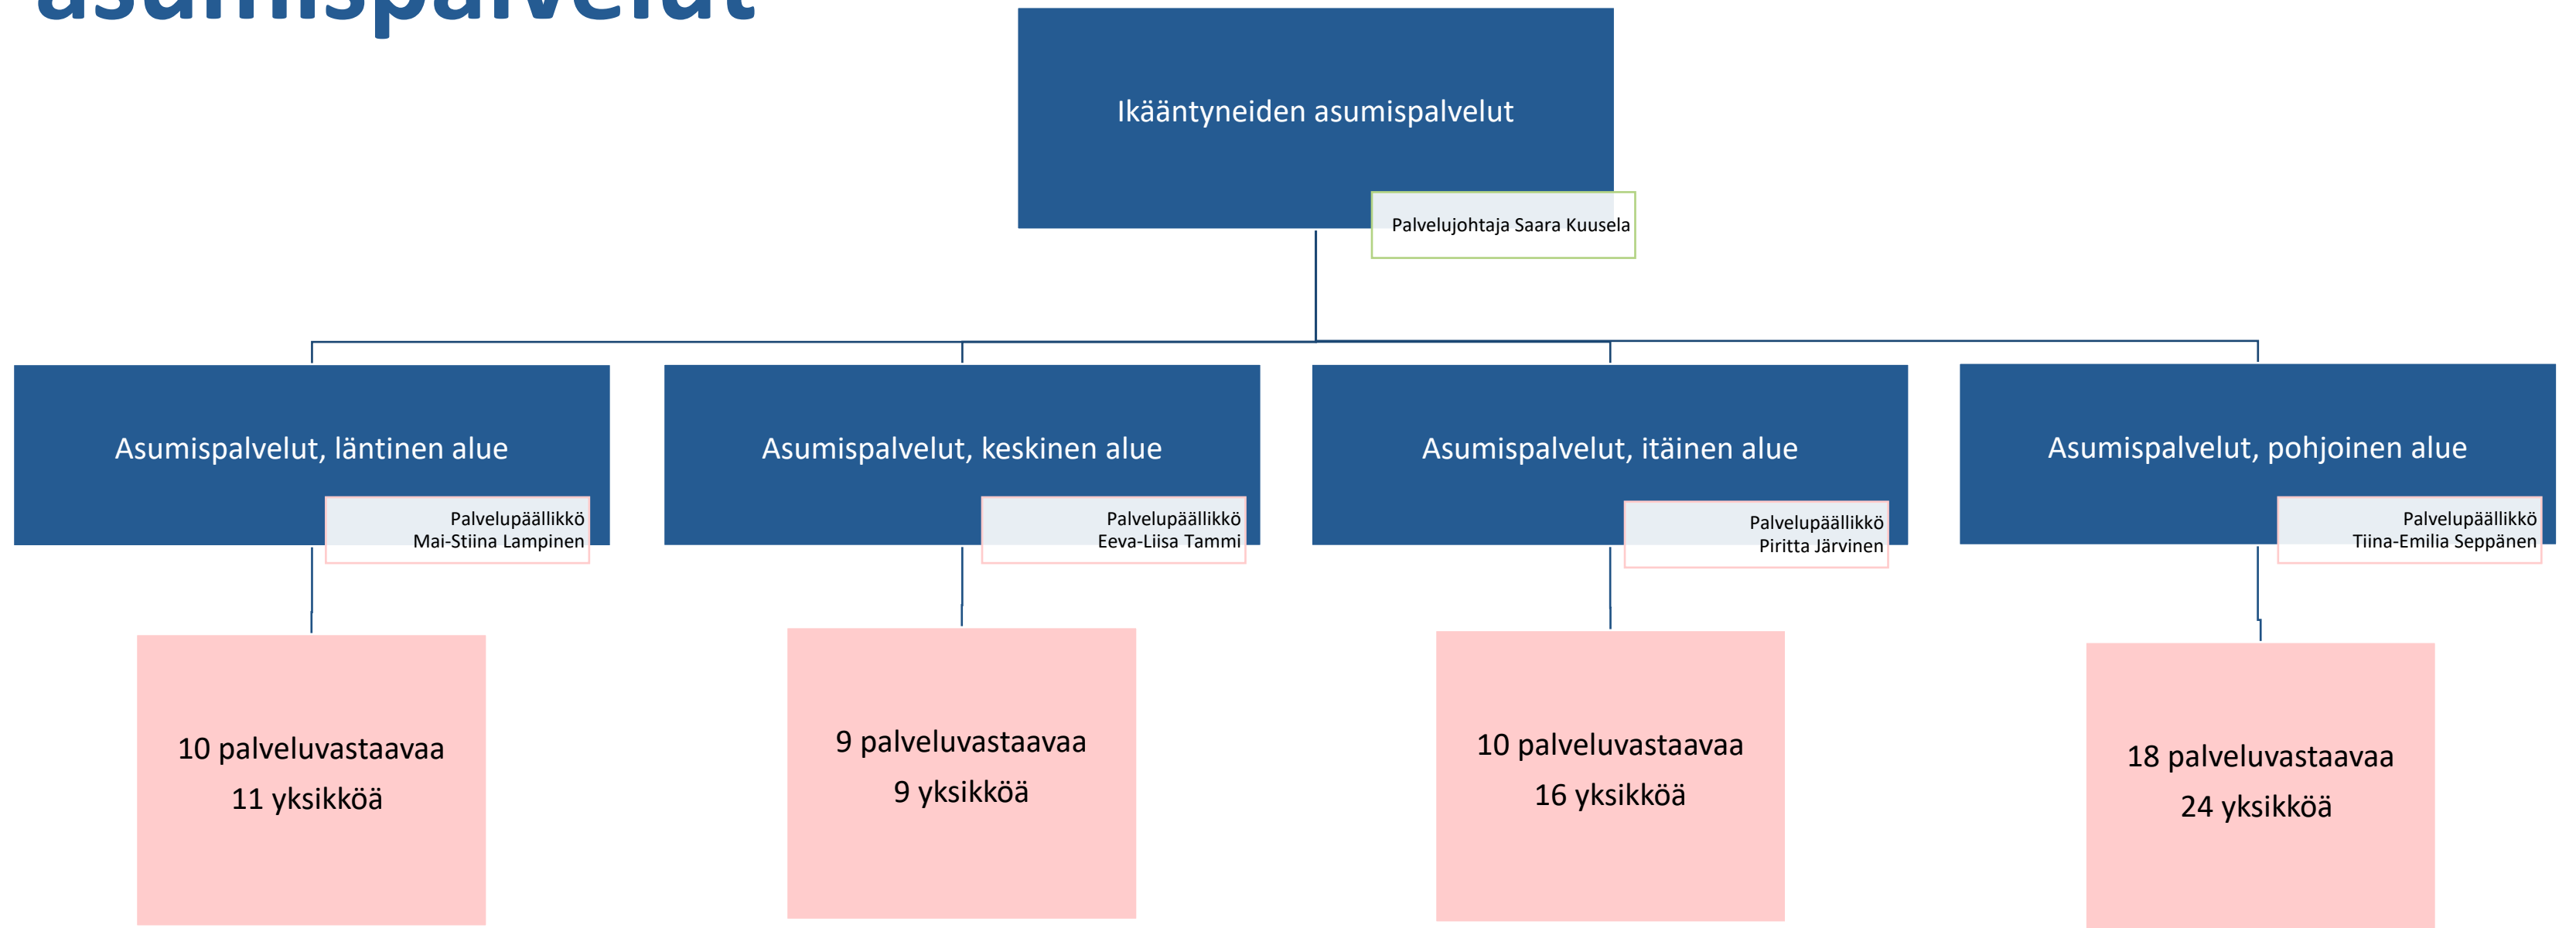 asumispalvelut
Ikääntyneiden asumispalvelut
Palvelujohtaja Saara Kuusela
Asumispalvelut, läntinen alue
Palvelupäällikkö
Mai-Stiina Lampinen
Asumispalvelut, keskinen alue
Palvelupäällikkö
Eeva-Liisa Tammi
Asumispalvelut, itäinen alue
Palvelupäällikkö
Piritta Järvinen
Asumispalvelut, pohjoinen alue
Palvelupäällikkö
Tiina-Emilia Seppänen
10 palveluvastaavaa
11 yksikköä
9 palveluvastaavaa
9 yksikköä
10 palveluvastaavaa
16 yksikköä
18 palveluvastaavaa
24 yksikköä